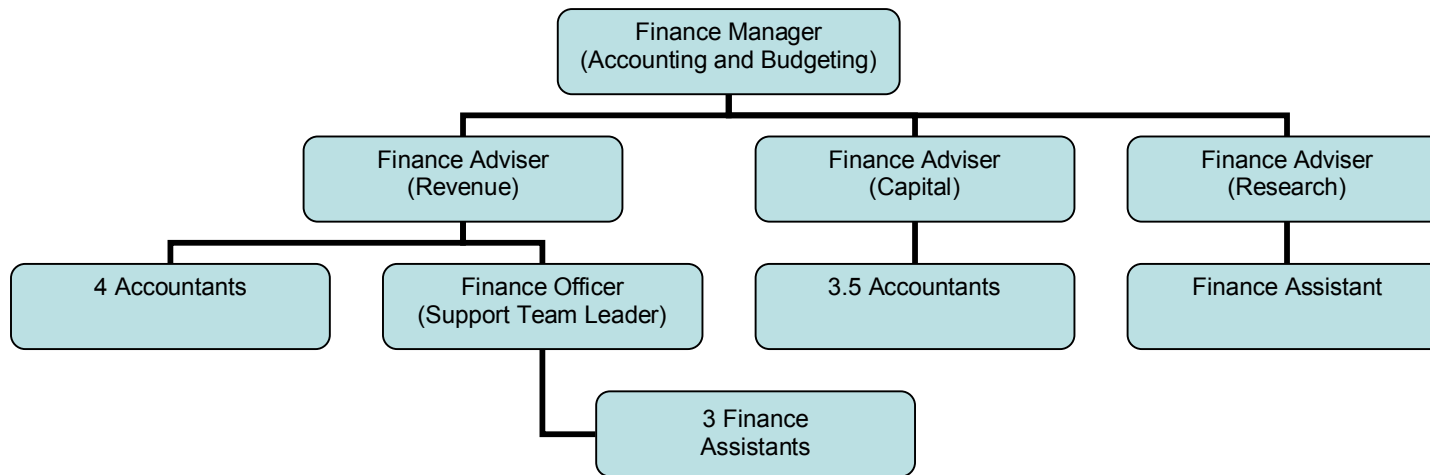 Finance Manager
(Accounting and Budgeting)
Finance Adviser
(Revenue)
Finance Adviser
(Capital)
Finance Adviser
(Research)
4 Accountants
Finance Officer
(Support Team Leader)
3.5 Accountants
Finance Assistant
3 Finance
Assistants